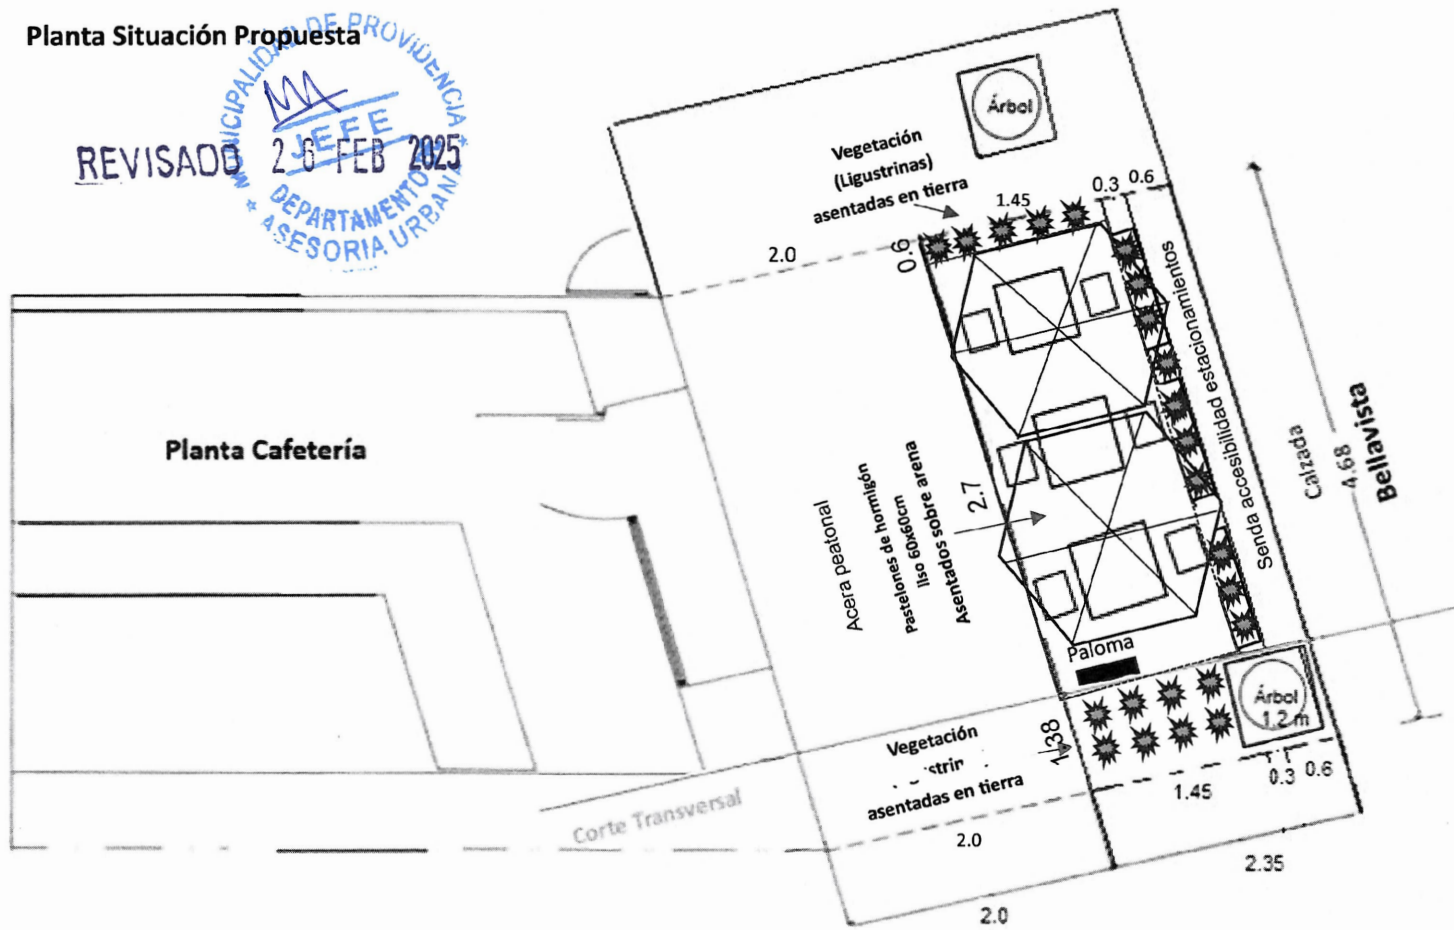 Planta Situación Propuesta
MUNICIPALIDAD DE PROVIDENCIA
JEFE
REVISADO 26 FEB 2025
DEPARTAMENTO
* ASESORIA URBANA *
Árbol
Vegetación
(Ligustrinas)
asentadas en tierra
1.45
0.3
0.6
2.0
0.6
Senda accesibilidad estacionamientos
Calzada
4.68
Bellavista
Planta Cafetería
Acera peatonal
Pastelones de hormigón
liso 60x60cm
Asentados sobre arena
2.7
Paloma
Árbol
1.2 m
1.38
Vegetación
asentadas en tierra
1.45
0.3
0.6
Corte Transversal
2.0
2.35
2.0